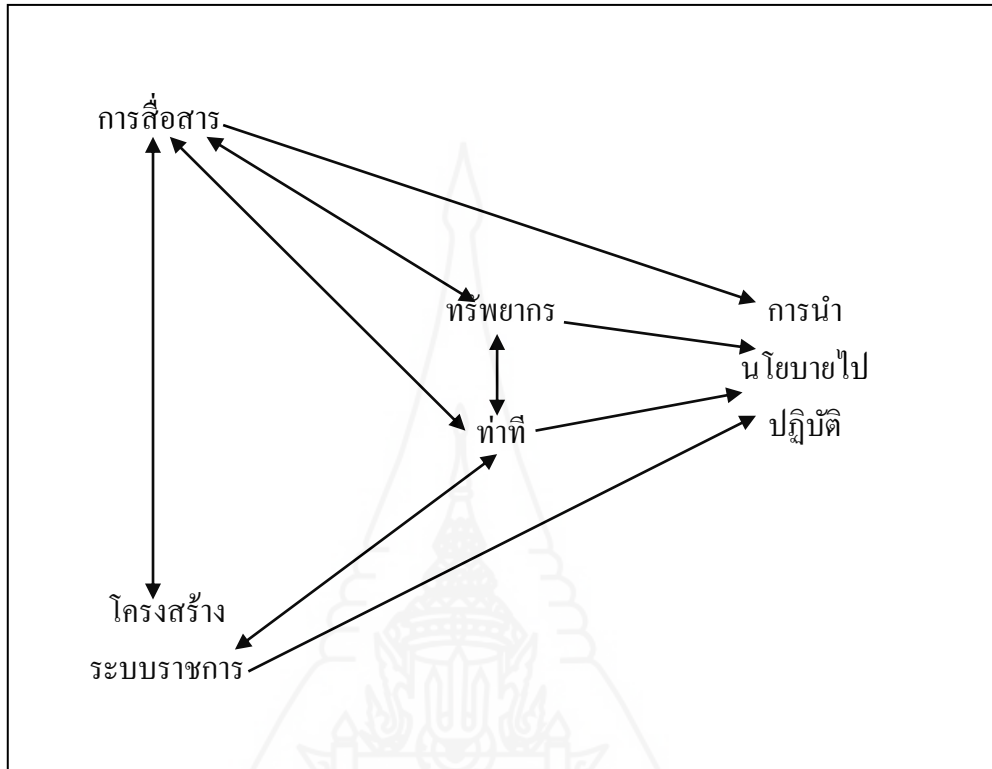 การสื่อสาร
ทรัพยากร
การนำ
นโยบายไป
ปฏิบัติ
ท่าที
โครงสร้าง
ระบบราชการ